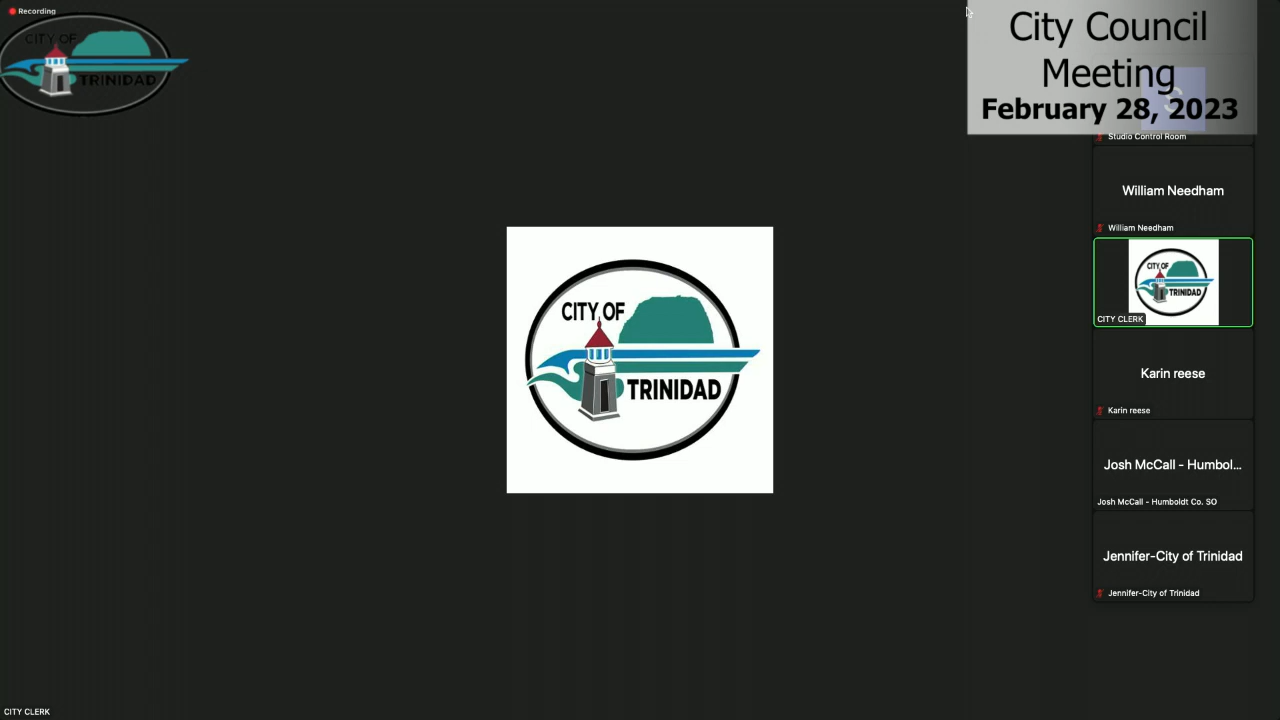 Recording
CITY OF
TRINIDAD
City Council
Meeting
February 28, 2023
S
Studio Control Room
William Needham
William Needham
CITY OF
TRINIDAD
CITY CLERK
CITY OF
TRINIDAD
Karin reese
Karin reese
Josh McCall - Humbol...
Josh McCall - Humboldt Co. SO
Jennifer-City of Trinidad
Jennifer-City of Trinidad
CITY CLERK